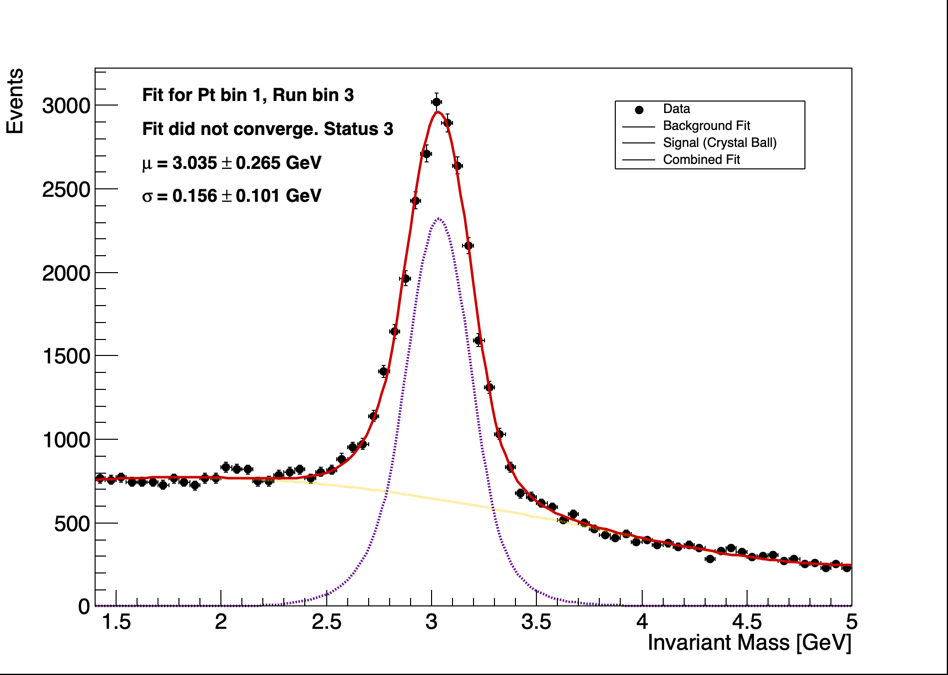 Events
3000
2500
2000
1500
1000
500
0
Fit for Pt bin 1, Run bin 3
Fit did not converge. Status 3
μ = 3.035 ± 0.265 GeV
σ = 0.156 ± 0.101 GeV
Data
Background Fit
Signal (Crystal Ball)
Combined Fit
1.5 2 2.5 3 3.5 4 4.5 5
Invariant Mass [GeV]